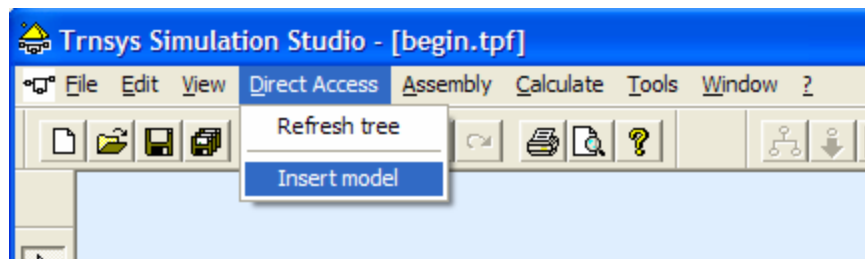 Trnsys Simulation Studio - [begin.tpf]
File Edit View Direct Access Assembly Calculate Tools Window ?
Refresh tree
Insert model